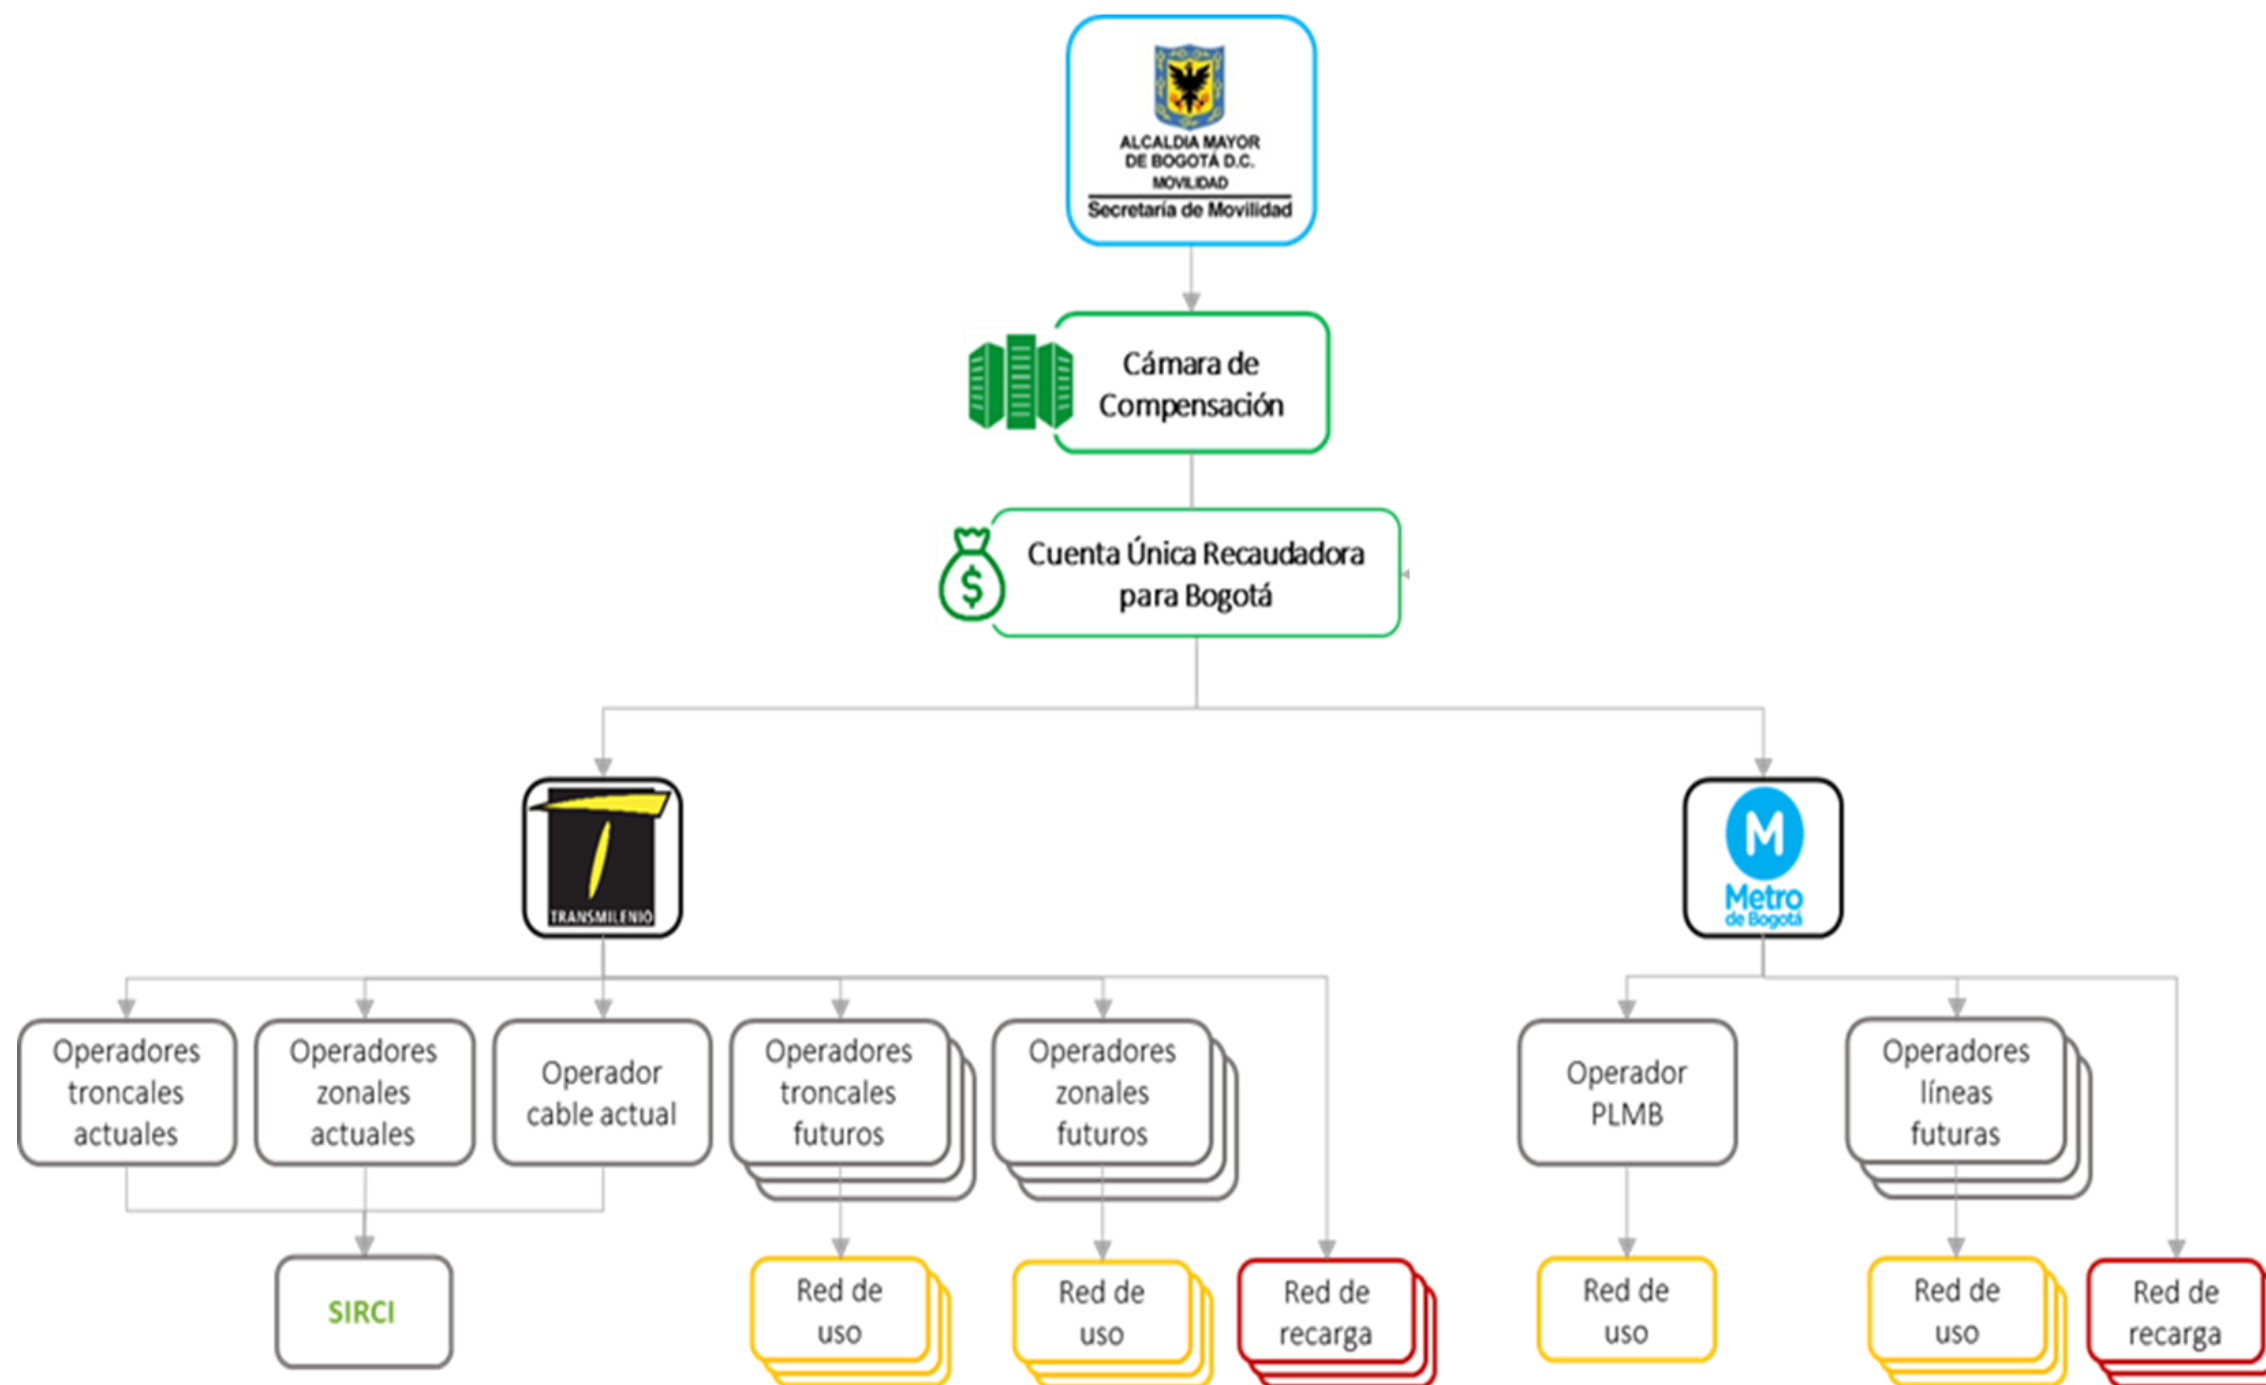 ALCALDIA MAYOR
DE BOGOTÁ D.C.
MOVILIDAD
Secretaría de Movilidad
Cámara de
Compensación
Cuenta Única Recaudadora
para Bogotá
$
TRANSMILENIO
M
Metro
de Bogotá
Operadores
troncales
actuales
Operadores
zonales
actuales
Operador
cable actual
Operadores
troncales
futuros
Operadores
zonales
futuros
Operador
PLMB
Operadores
líneas
futuras
SIRCI
Red de
uso
Red de
uso
Red de
recarga
Red de
uso
Red de
uso
Red de
recarga